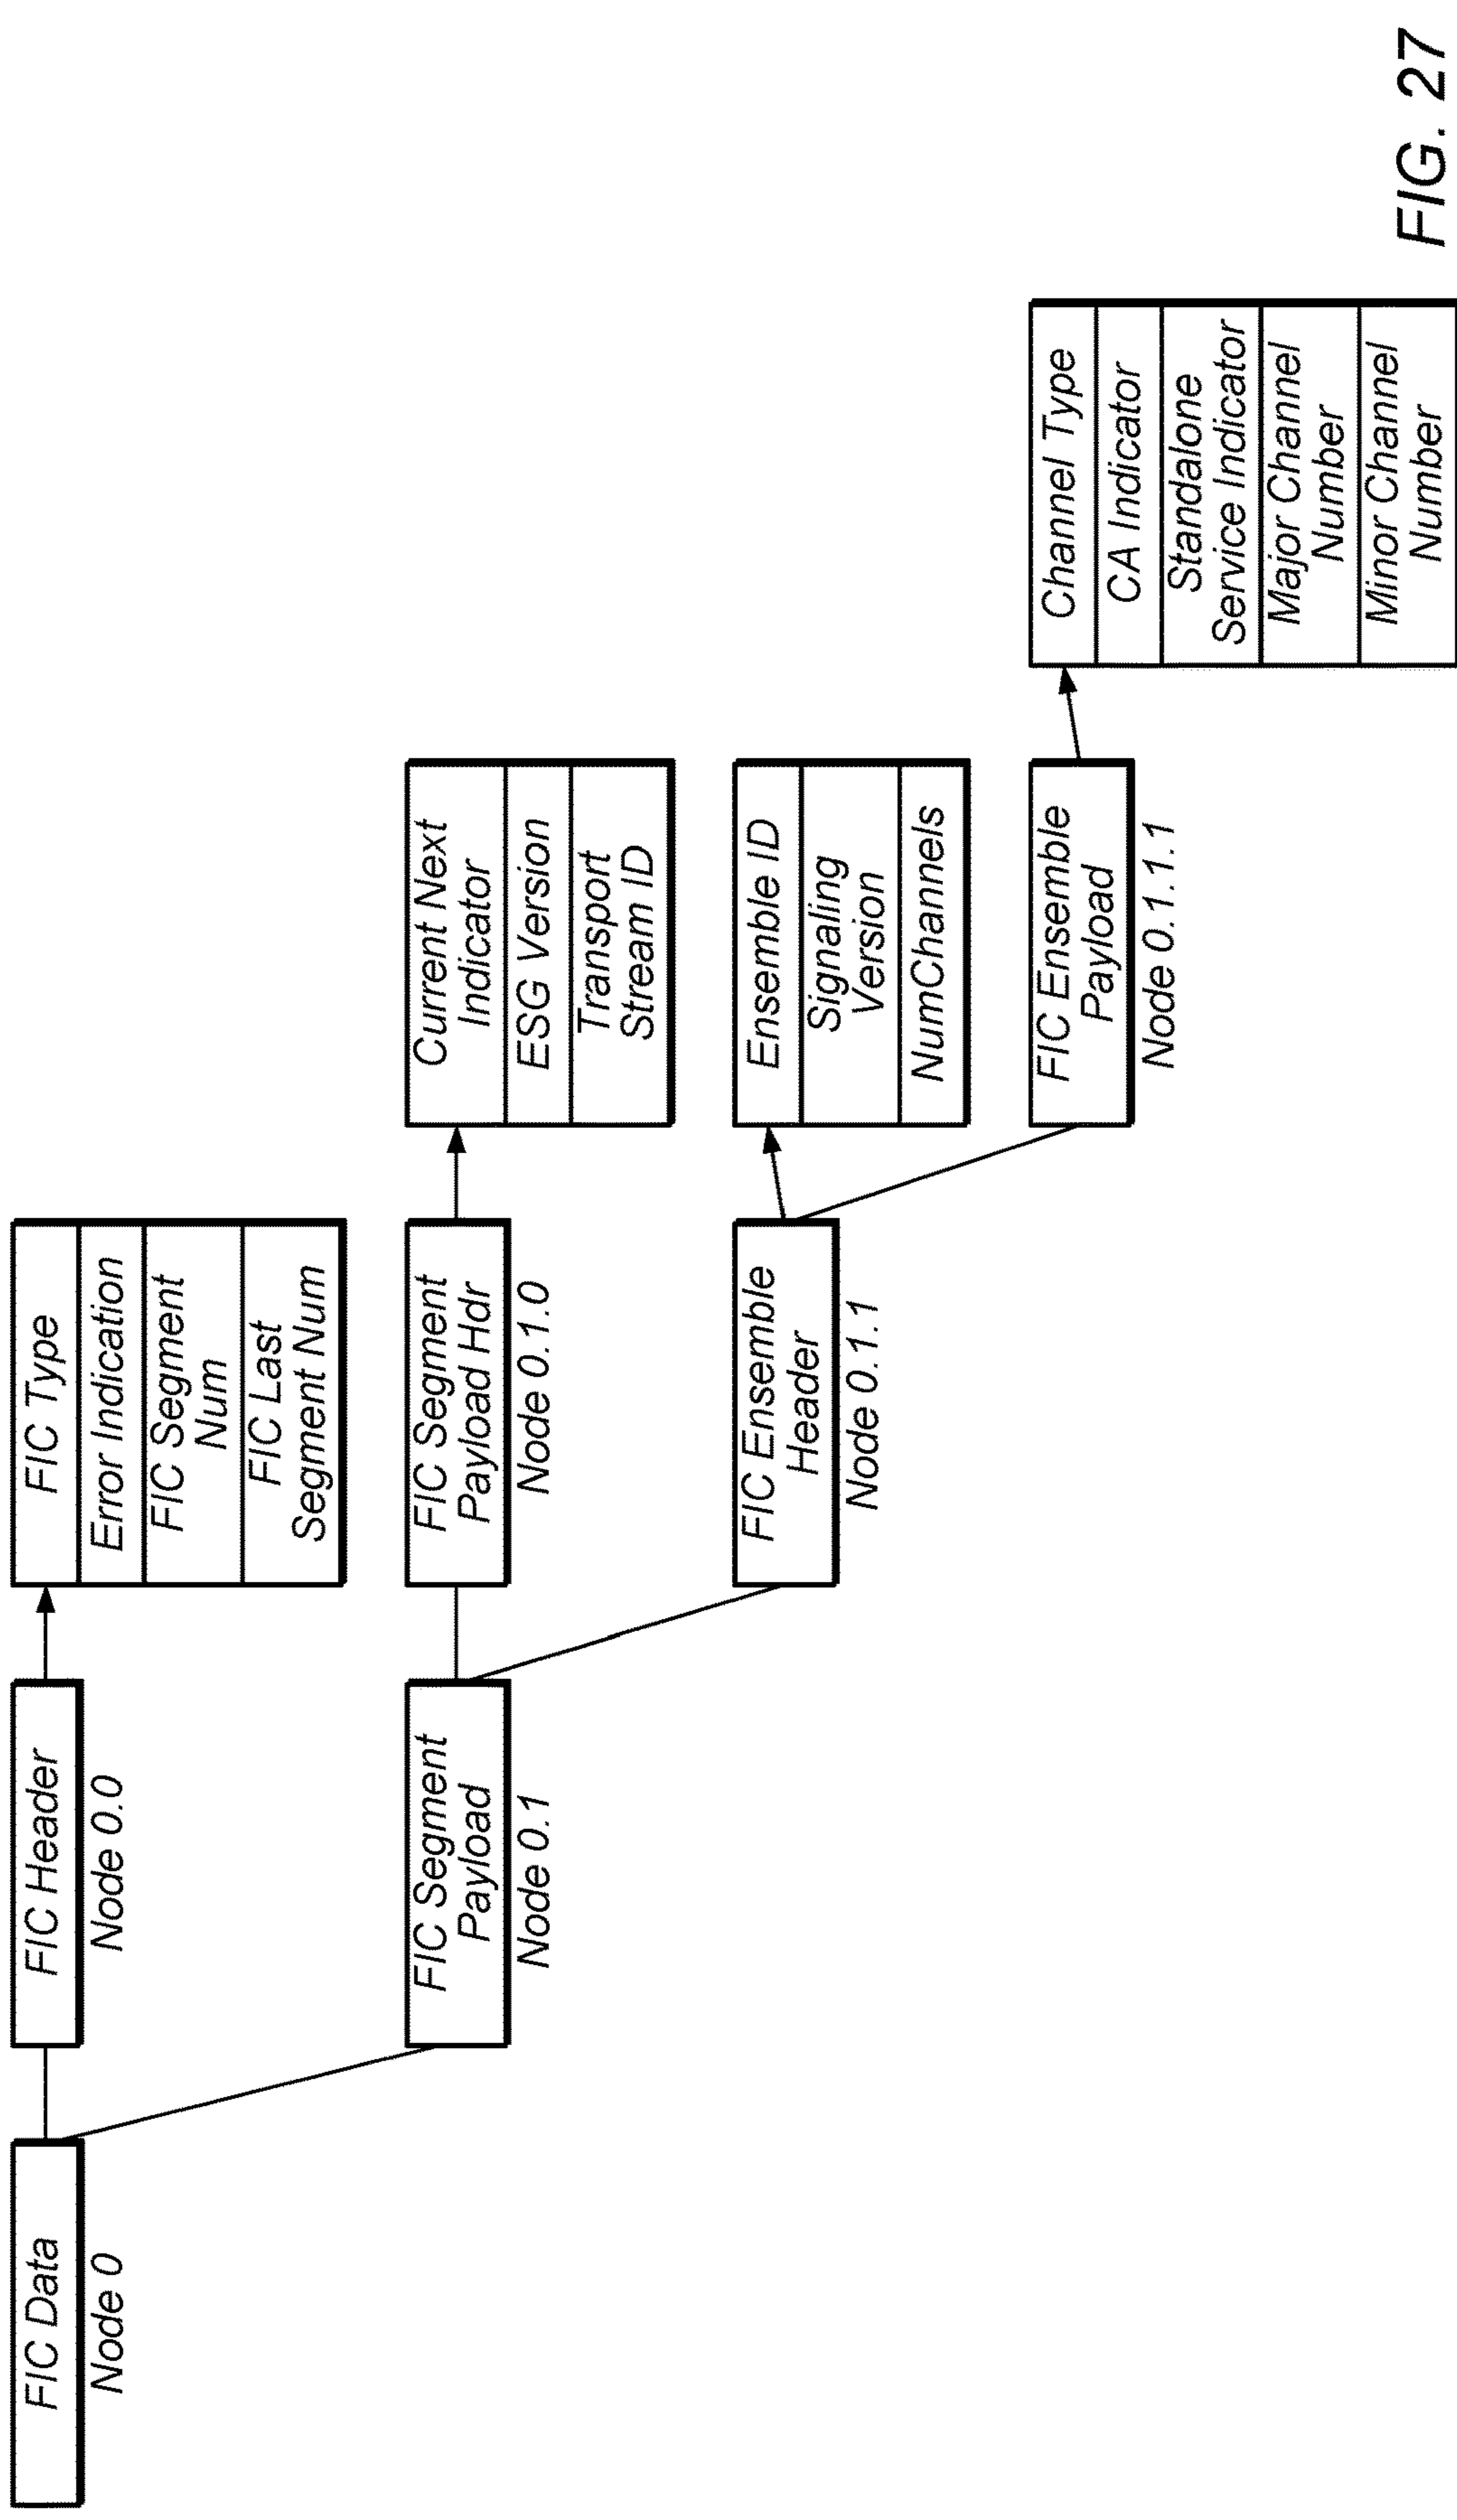 FIC Data
Node 0
FIC Header
Node 0.0
FIC Type
Error Indication
FIC Segment
Num
FIC Last
Segment Num
FIC Segment
Payload
Node 0.1
FIC Segment
Payload Hdr
Node 0.1.0
Current Next
Indicator
ESG Version
Transport
Stream ID
FIC Ensemble
Header
Node 0.1.1
Ensemble ID
Signaling
Version
NumChannels
FIC Ensemble
Payload
Node 0.1.1.1
Channel Type
CA Indicator
Standalone
Service Indicator
Major Channel
Number
Minor Channel
Number
FIG. 27